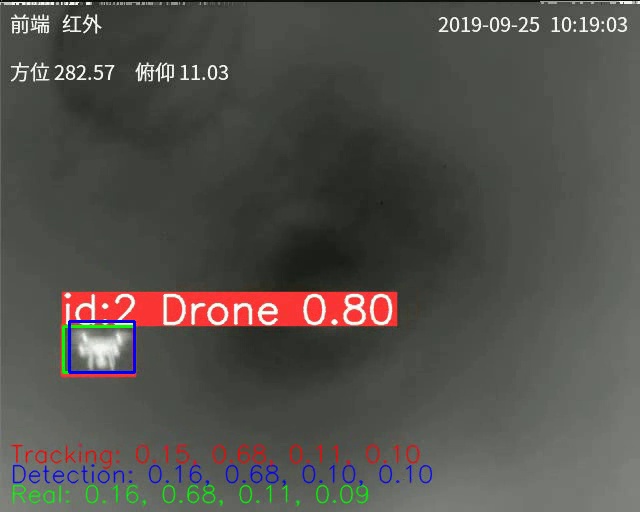 前端 红外 2019-09-25 10:19:03
方位 282.57 俯仰 11.03
id:2 Drone 0.80
Tracking: 0.15, 0.68, 0.11, 0.10
Detection: 0.16, 0.68, 0.10, 0.10
Real: 0.16, 0.68, 0.11, 0.09